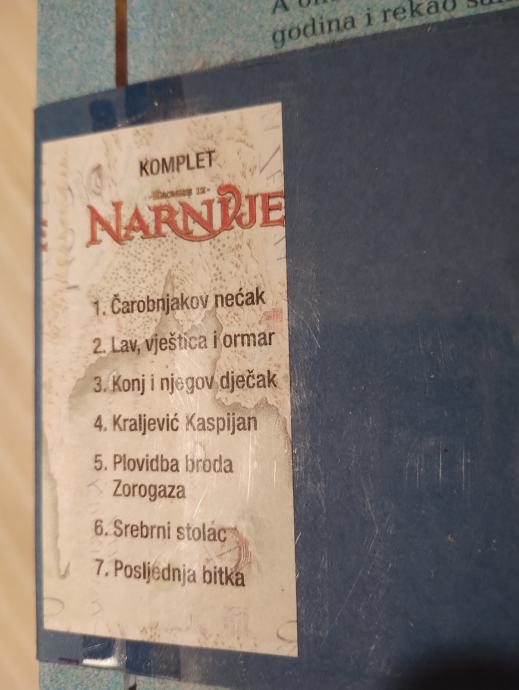 godina i rekao
KOMPLET
NARNIJE
1. Čarobnjakov nećak
2. Lav, vještica i ormar
3. Konj i njegov dječak
4. Kraljević Kaspijan
5. Plovidba broda
Zorogaza
6. Srebrni stolac
7. Posljednja bitka